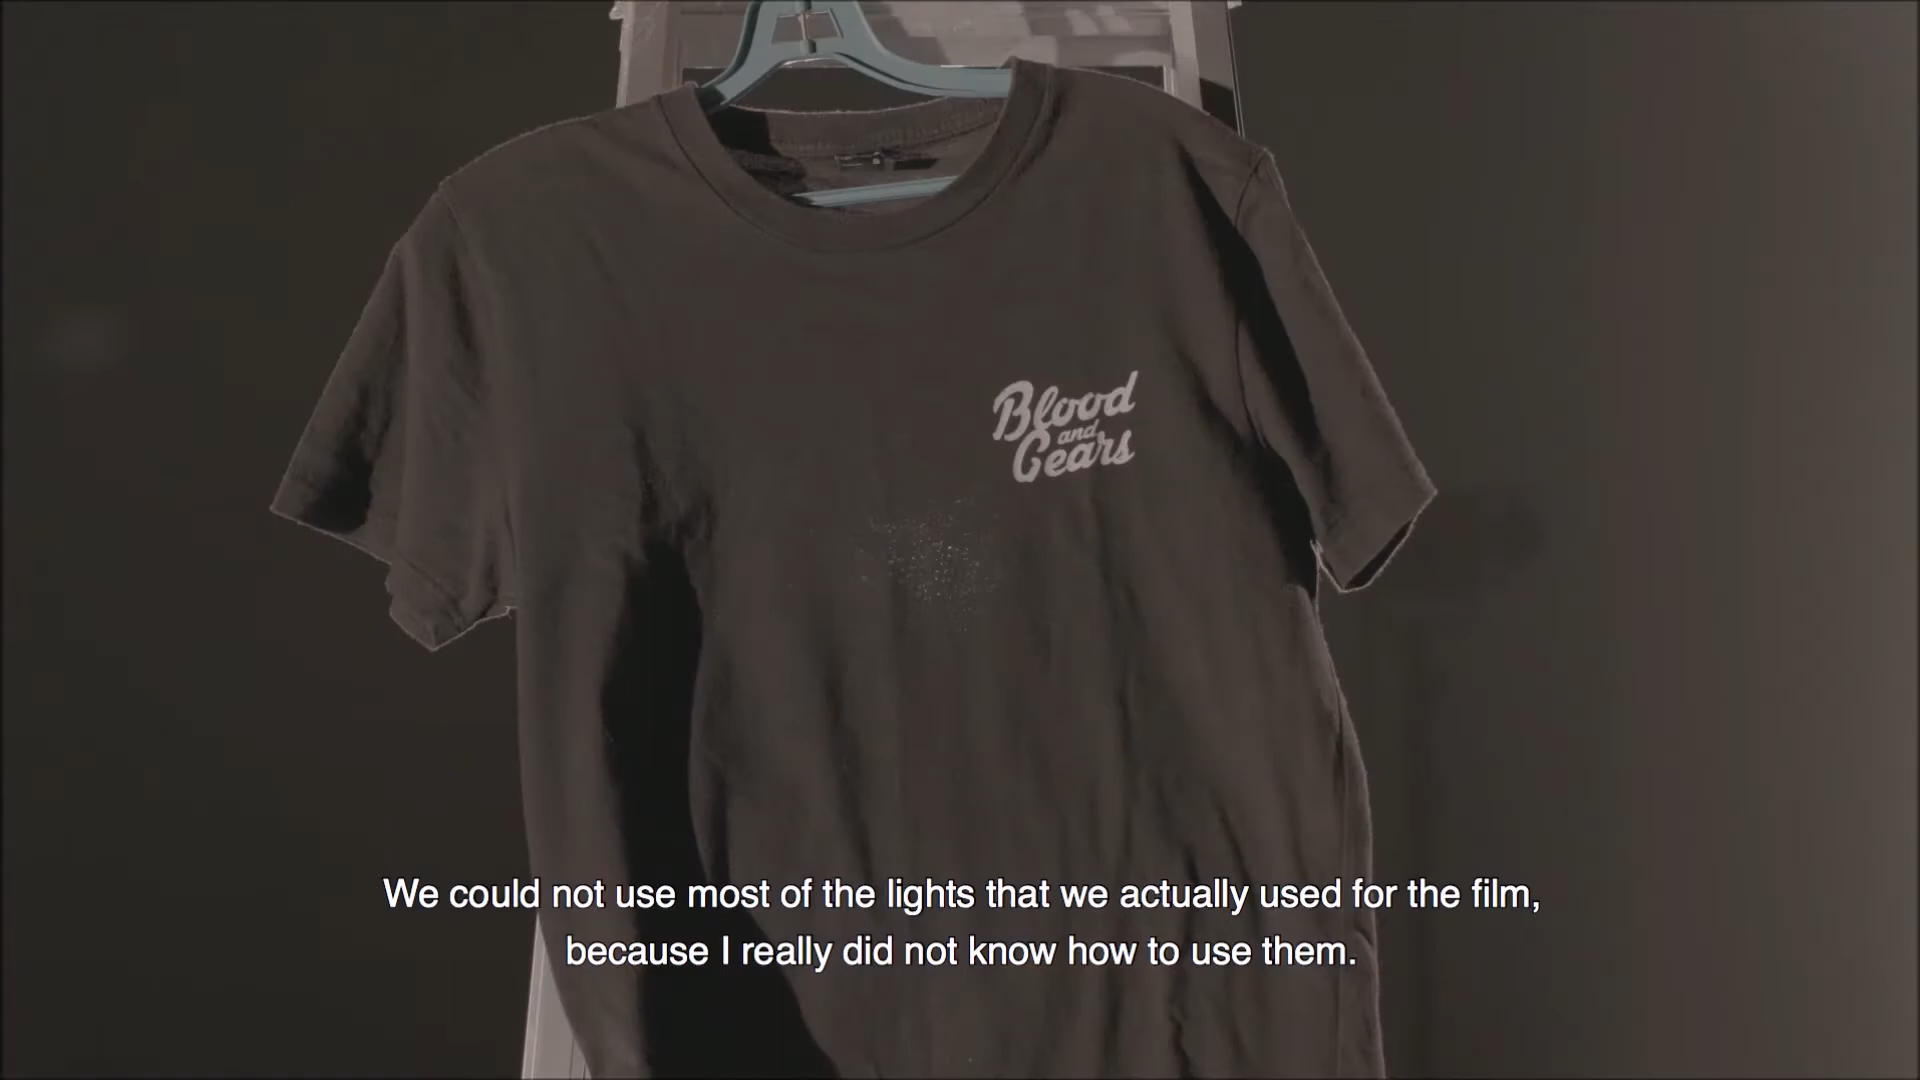 Blood
and
Gears
We could not use most of the lights that we actually used for the film,
because I really did not know how to use them.